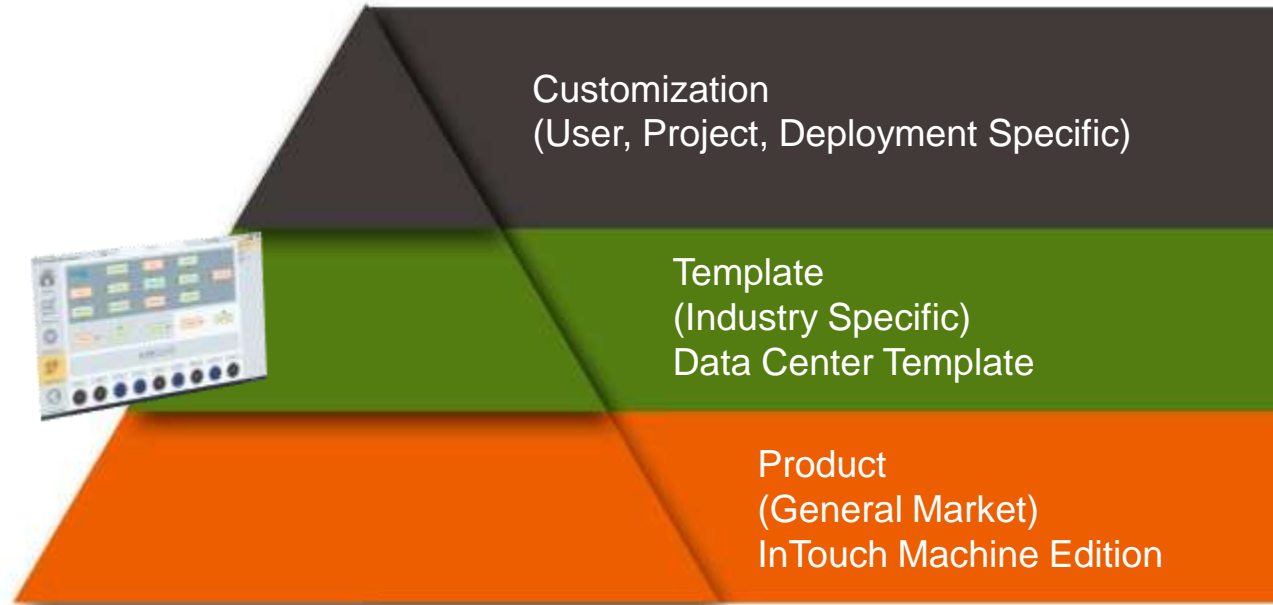 Customization
(User, Project, Deployment Specific)
Template
(Industry Specific)
Data Center Template
Product
(General Market)
InTouch Machine Edition